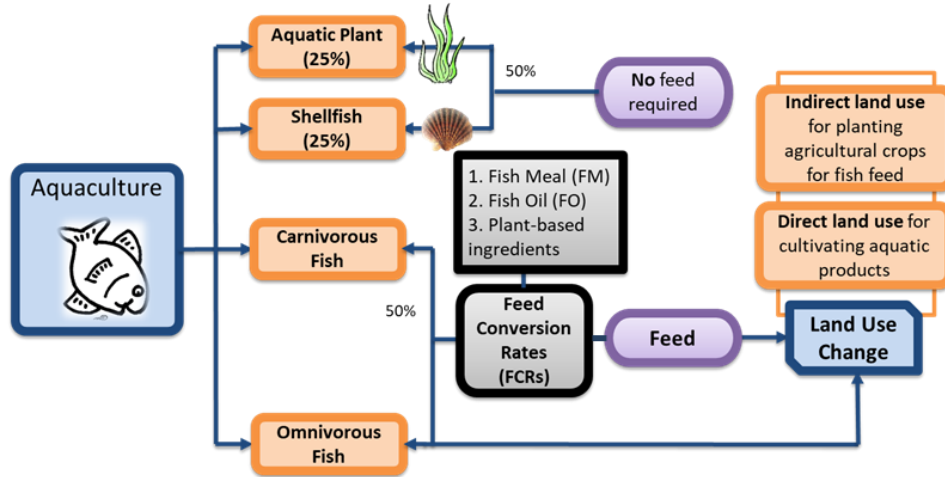 Aquatic Plant
(25%)
50%
No feed
required
Shellfish
(25%)
Indirect land use
for planting
agricultural crops
for fish feed
Aquaculture
1. Fish Meal (FM)
2. Fish Oil (FO)
3. Plant-based
ingredients
Direct land use for
cultivating aquatic
products
Carnivorous
Fish
50%
Feed
Conversion
Rates
(FCRs)
Feed
Land Use
Change
Omnivorous
Fish